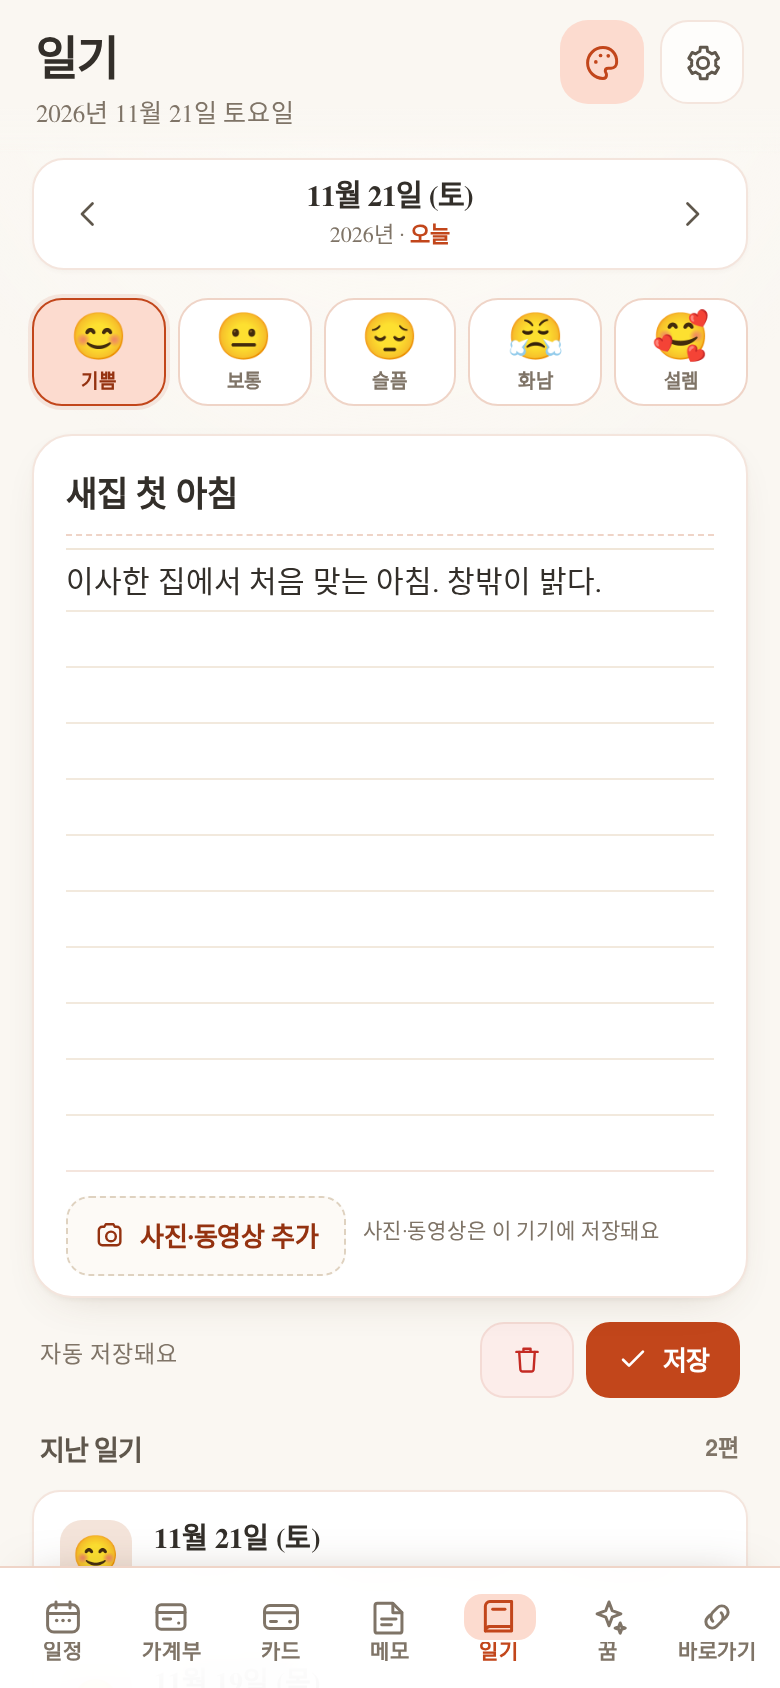 일기
2026년 11월 21일 토요일
11월 21일 (토)
2026년 · 오늘
기쁨
보통
슬픔
화남
설렘
새집 첫 아침
이사한 집에서 처음 맞는 아침. 창밖이 밝다.
사진·동영상 추가
사진·동영상은 이 기기에 저장돼요
자동 저장돼요
저장
지난 일기
2편
11월 21일 (토)
일정
가계부
카드
메모
일기
꿈
바로가기